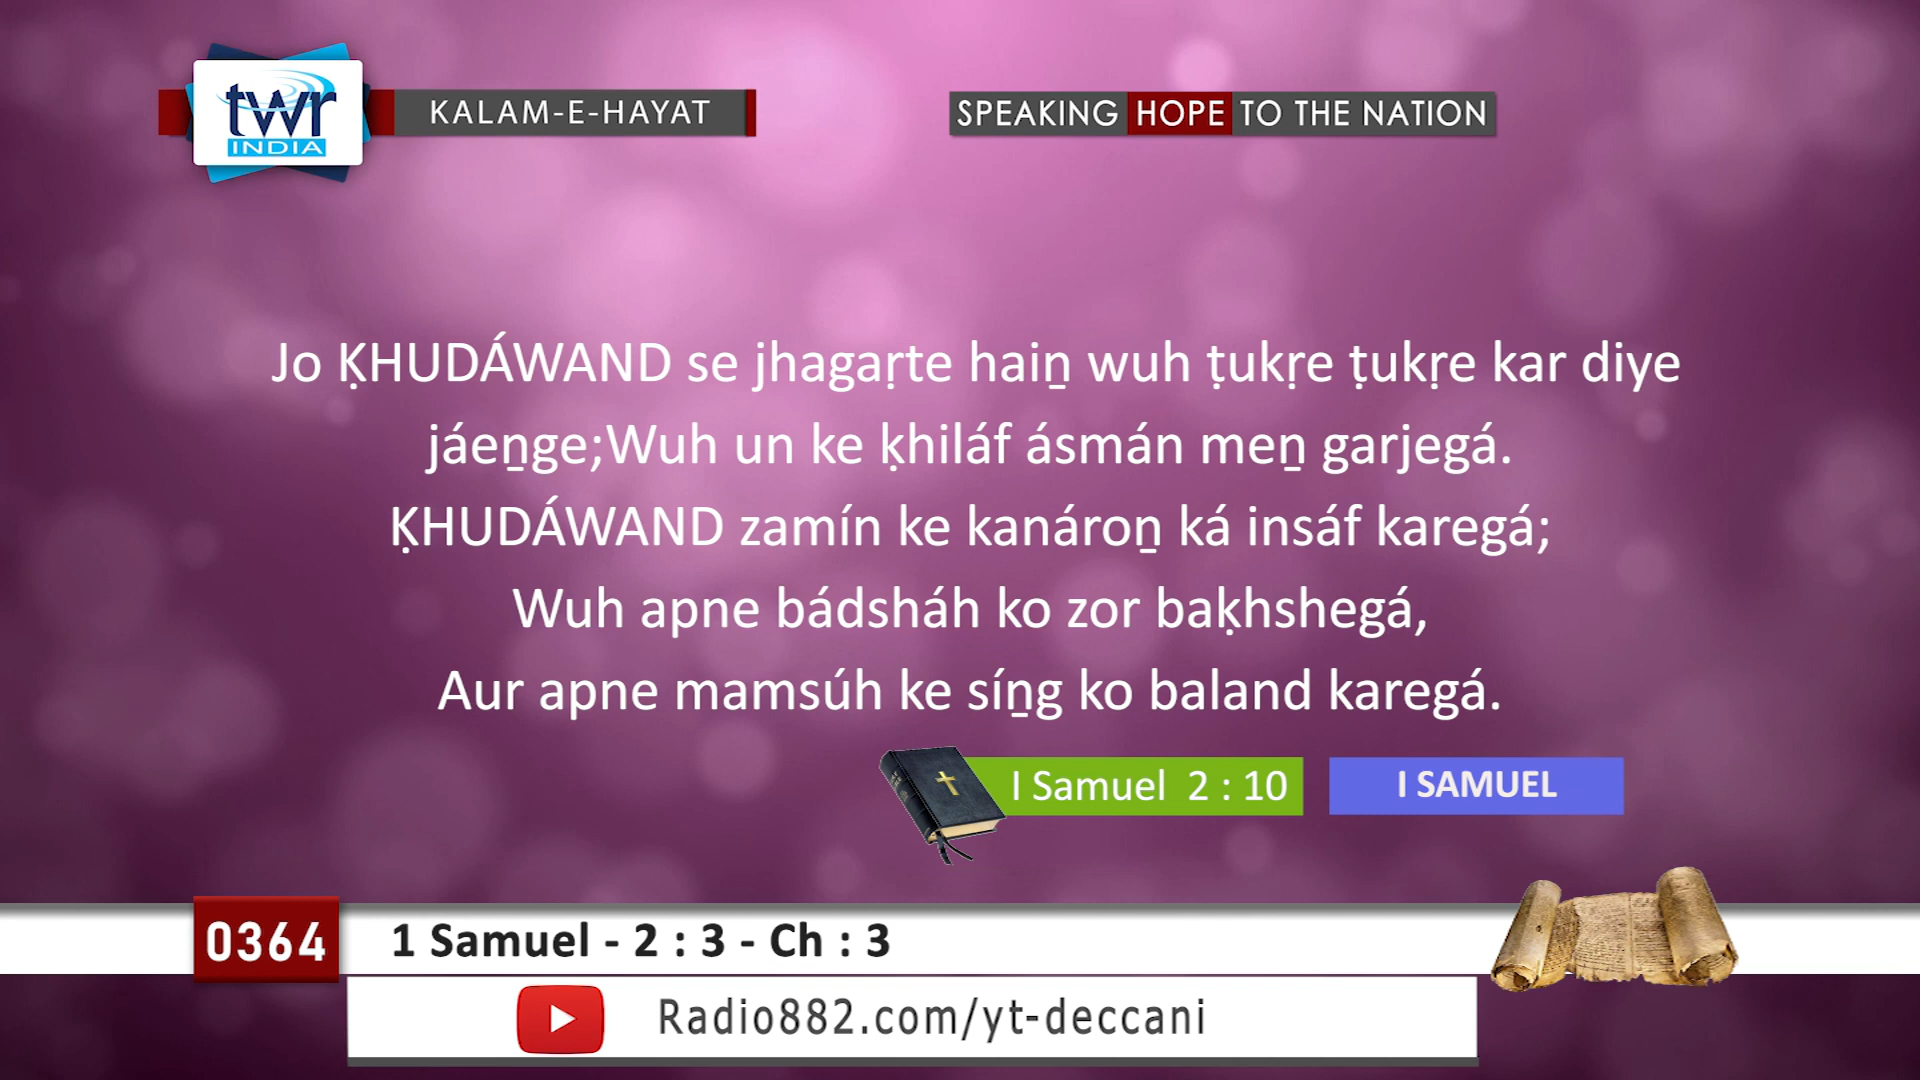 twr
INDIA
KALAM-E-HAYAT
SPEAKING HOPE TO THE NATION
Jo ḲHUDÁWAND se jhagaṛte haiṉ wuh ṭukṛe ṭukṛe kar diye
jáeṉge;Wuh un ke ḳhiláf ásmán meṉ garjegá.
ḲHUDÁWAND zamín ke kanároṉ ká insáf karegá;
Wuh apne bádsháh ko zor baḳhshegá,
Aur apne mamsúh ke síṉg ko baland karegá.
I Samuel 2 : 10
I SAMUEL
0364
1 Samuel - 2 : 3 - Ch : 3
Radio882.com/yt-deccani